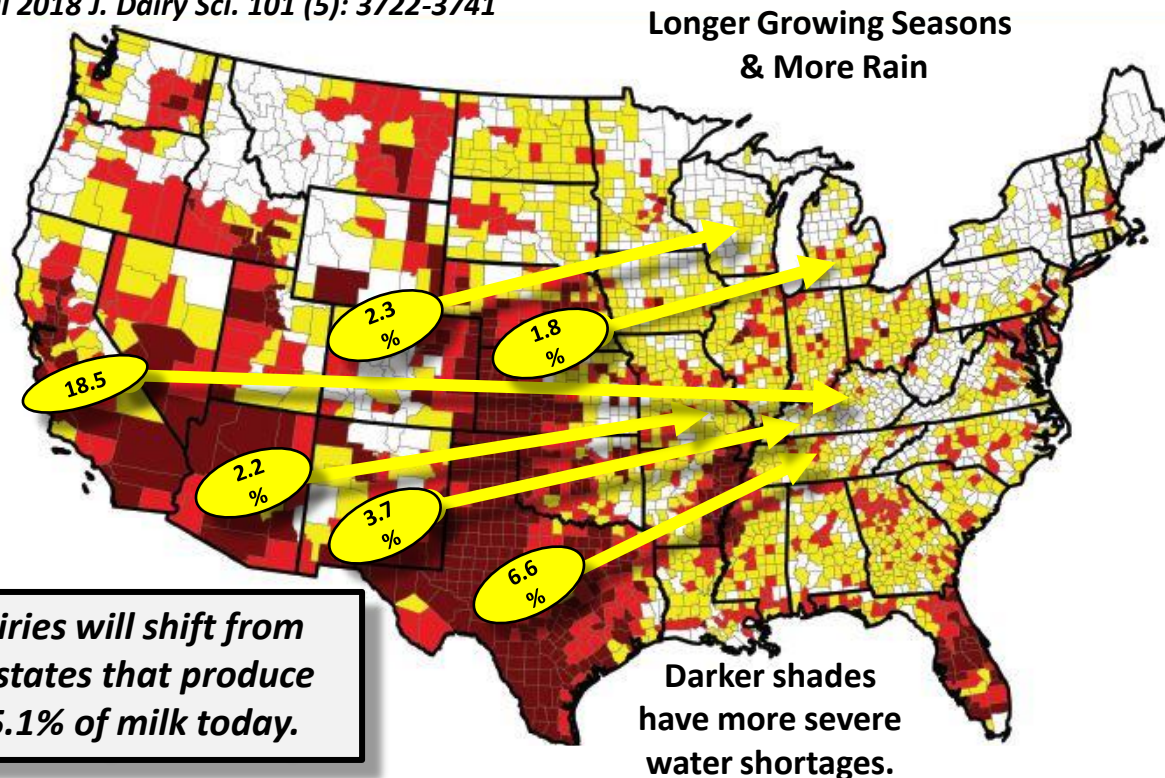 2018 J. Dairy Sci. 101 (5): 3722-3741
Longer Growing Seasons
& More Rain
2.3
%
1.8
%
18.5
2.2
%
3.7
%
6.6
%
iries will shift from
states that produce
5.1% of milk today.
Darker shades
have more severe
water shortages.